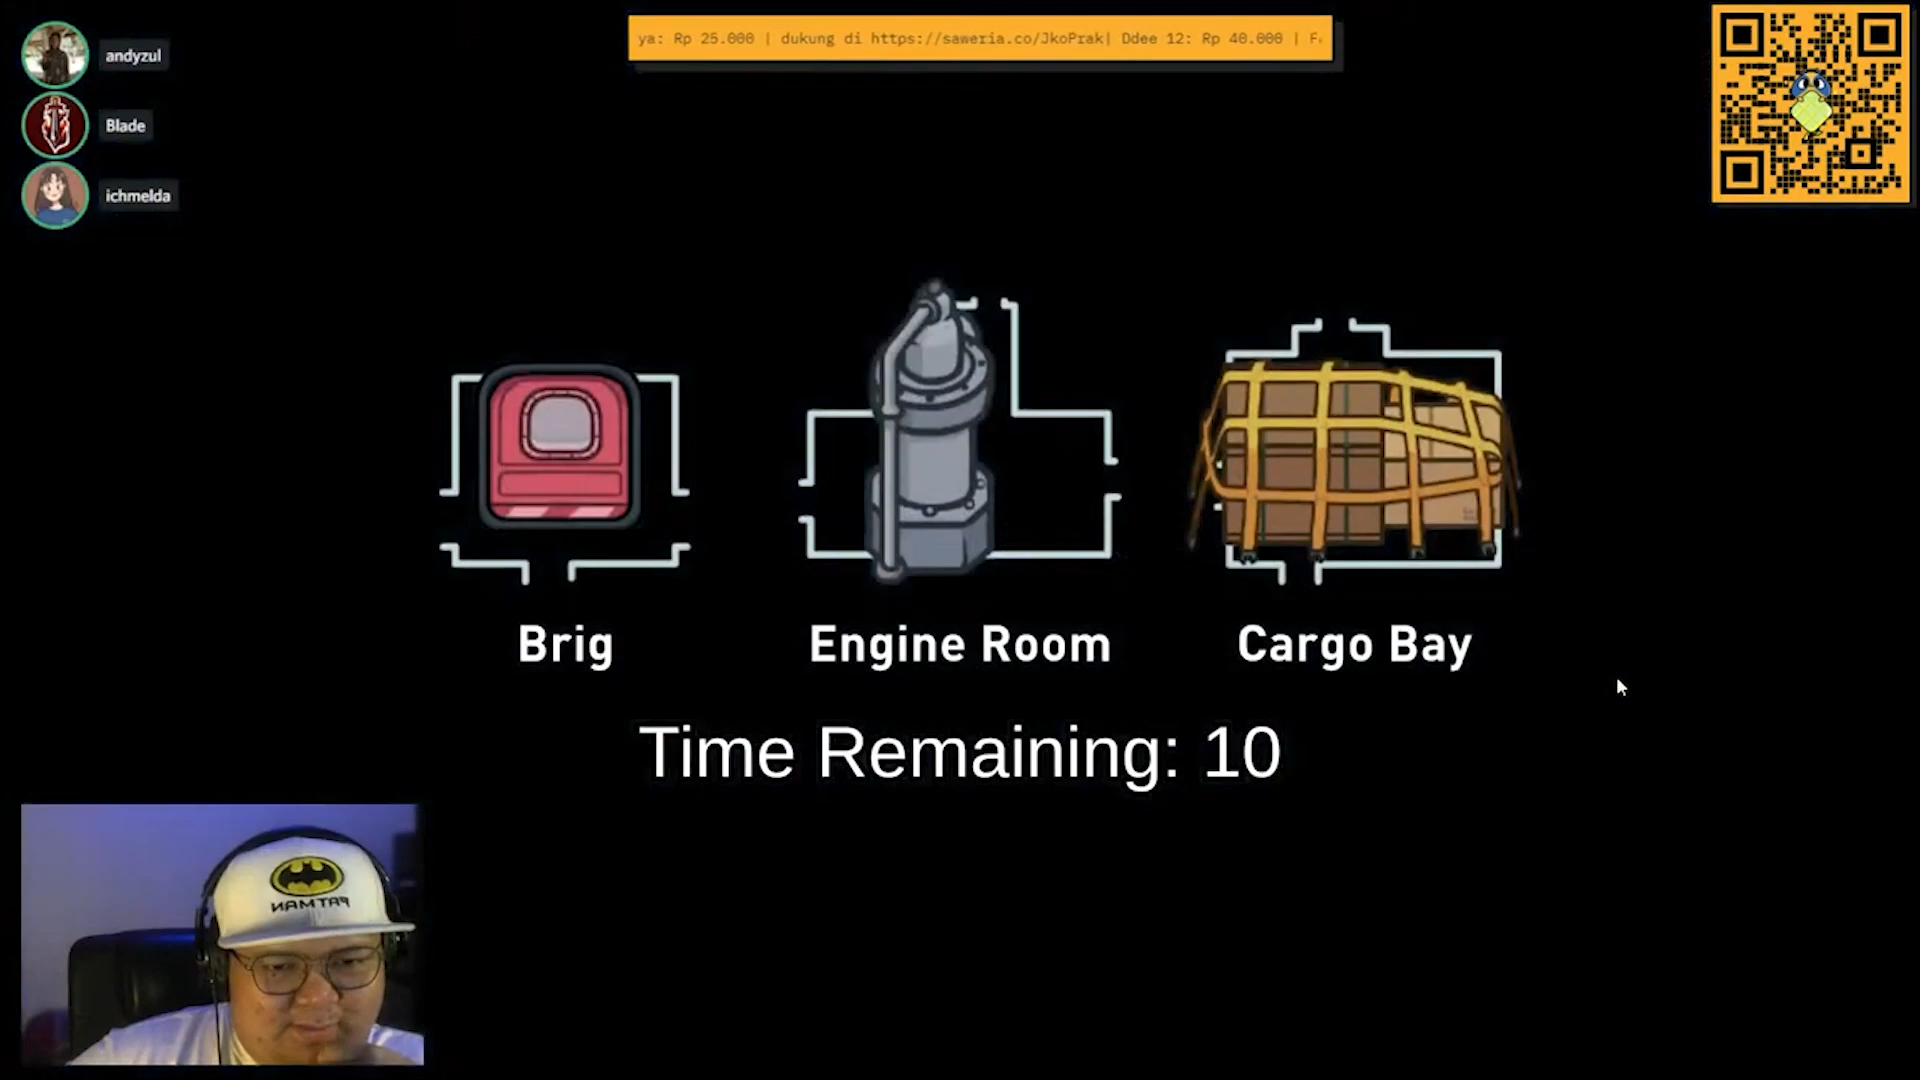 andyzul
Blade
ichmelda
ya: Rp 25.000 | dukung di https://saweria.co/JkoPrak| Ddee 12: Rp 40.000 |
Brig
Engine Room
Cargo Bay
Time Remaining: 10
BATMAN